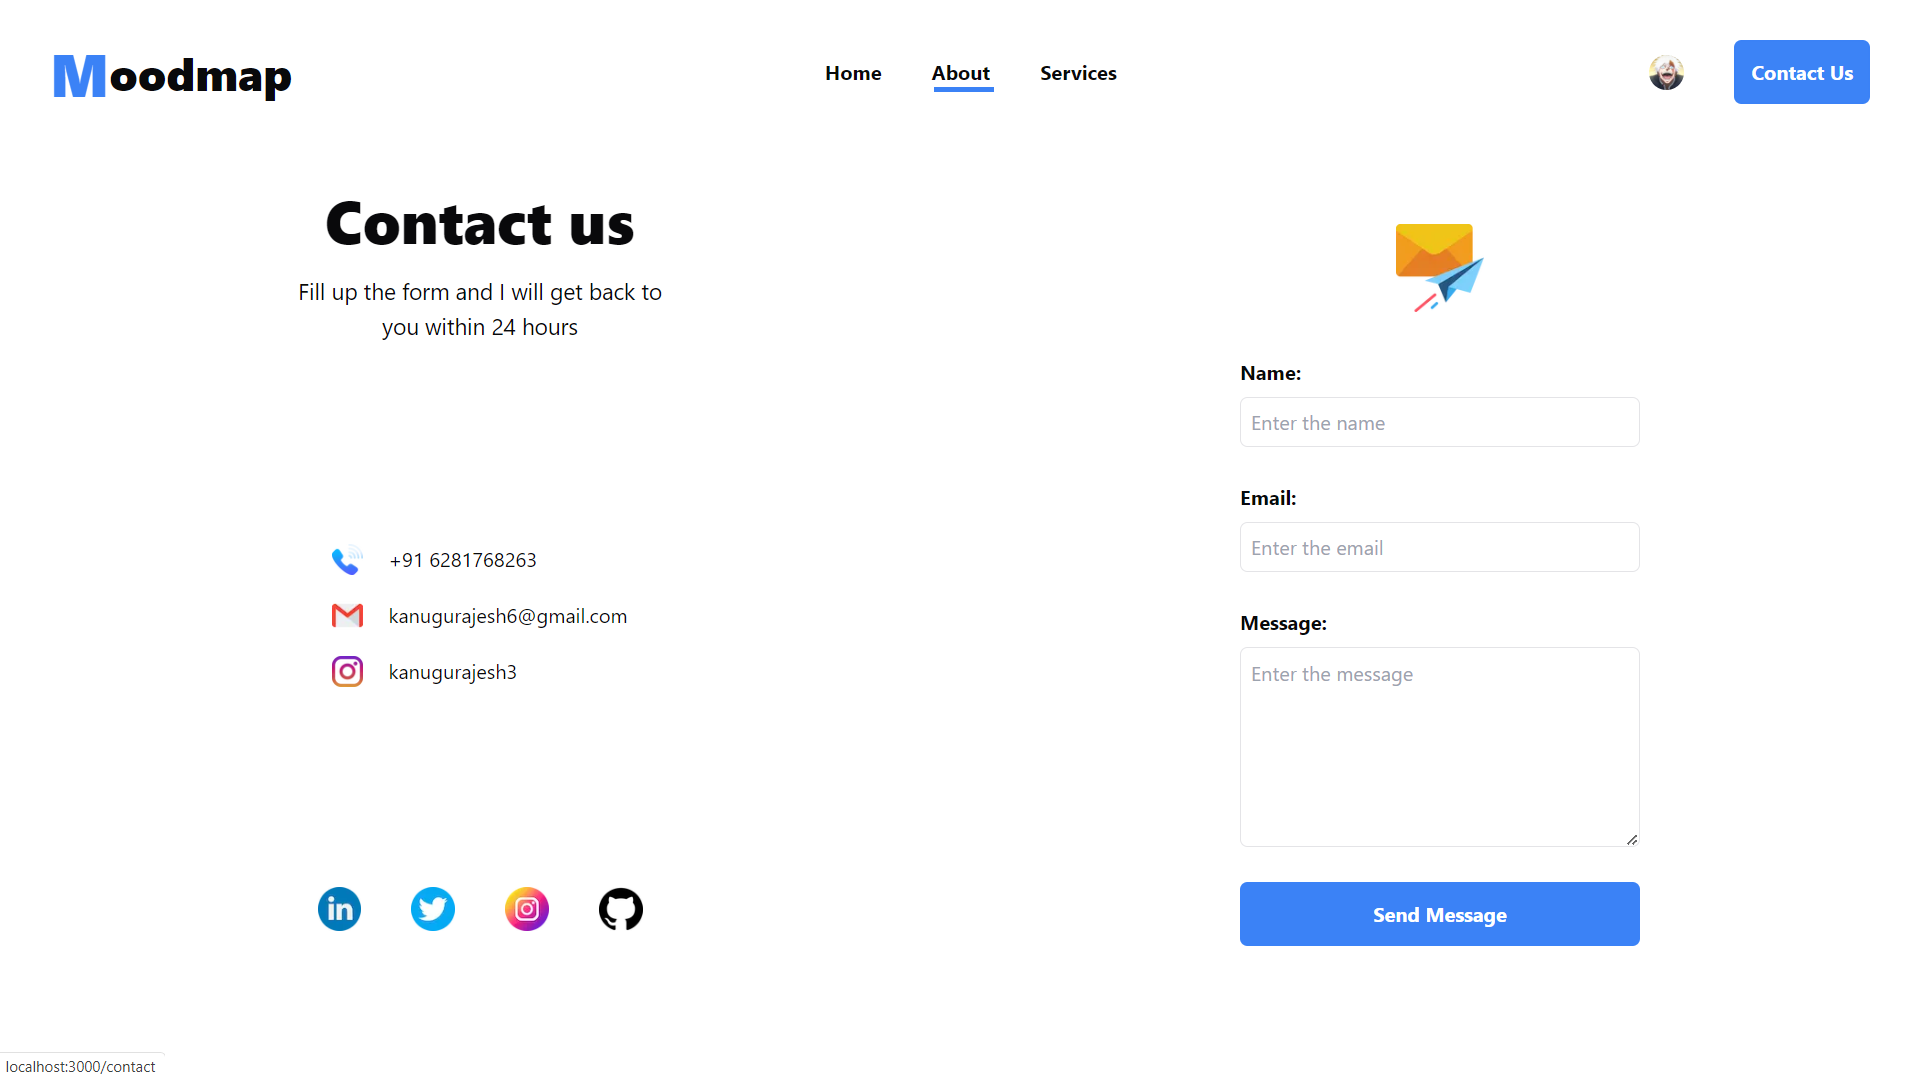 Moodmap
Home About Services
Contact Us
Contact us
Fill up the form and I will get back to
you within 24 hours
+91 6281768263
kanugurajesh6@gmail.com
kanugurajesh3
in
Name:
Enter the name
Email:
Enter the email
Message:
Enter the message
Send Message
localhost:3000/contact